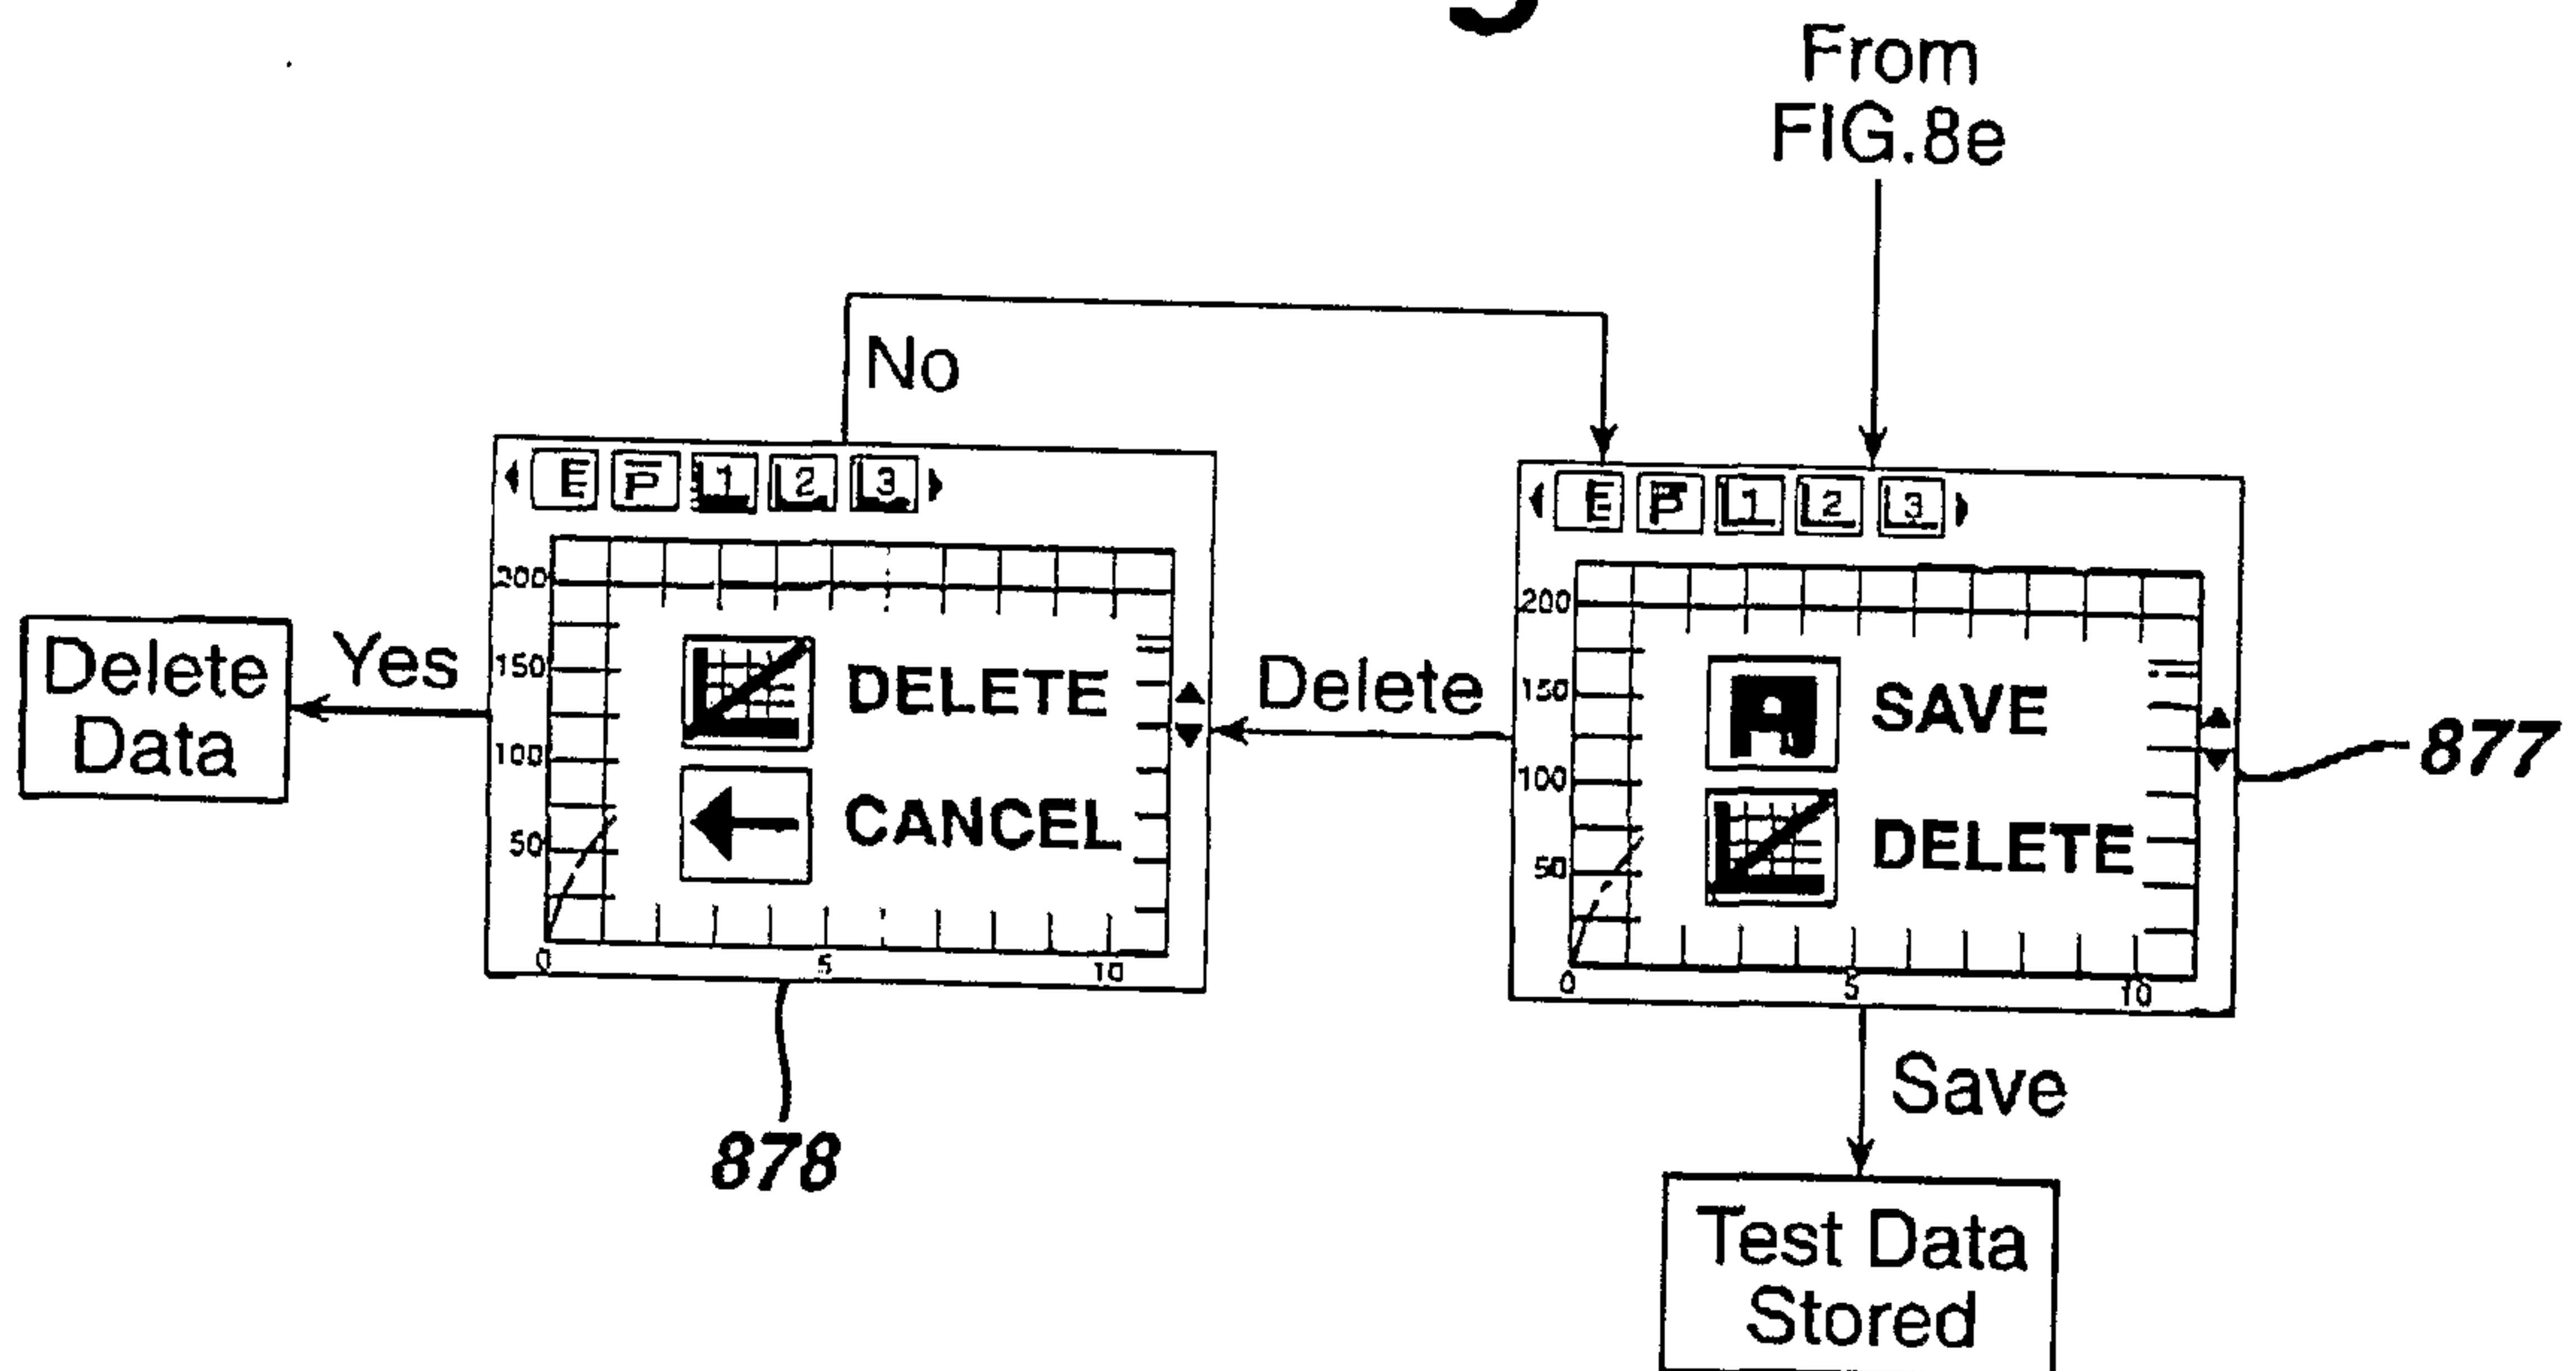 From
FIG.8e
No
E P 1 2 3
200
150
100
50
0 5 10
DELETE
CANCEL
878
Yes
Delete
Data
Delete
E P 1 2 3
200
150
100
50
0 5 10
SAVE
DELETE
877
Save
Test Data
Stored